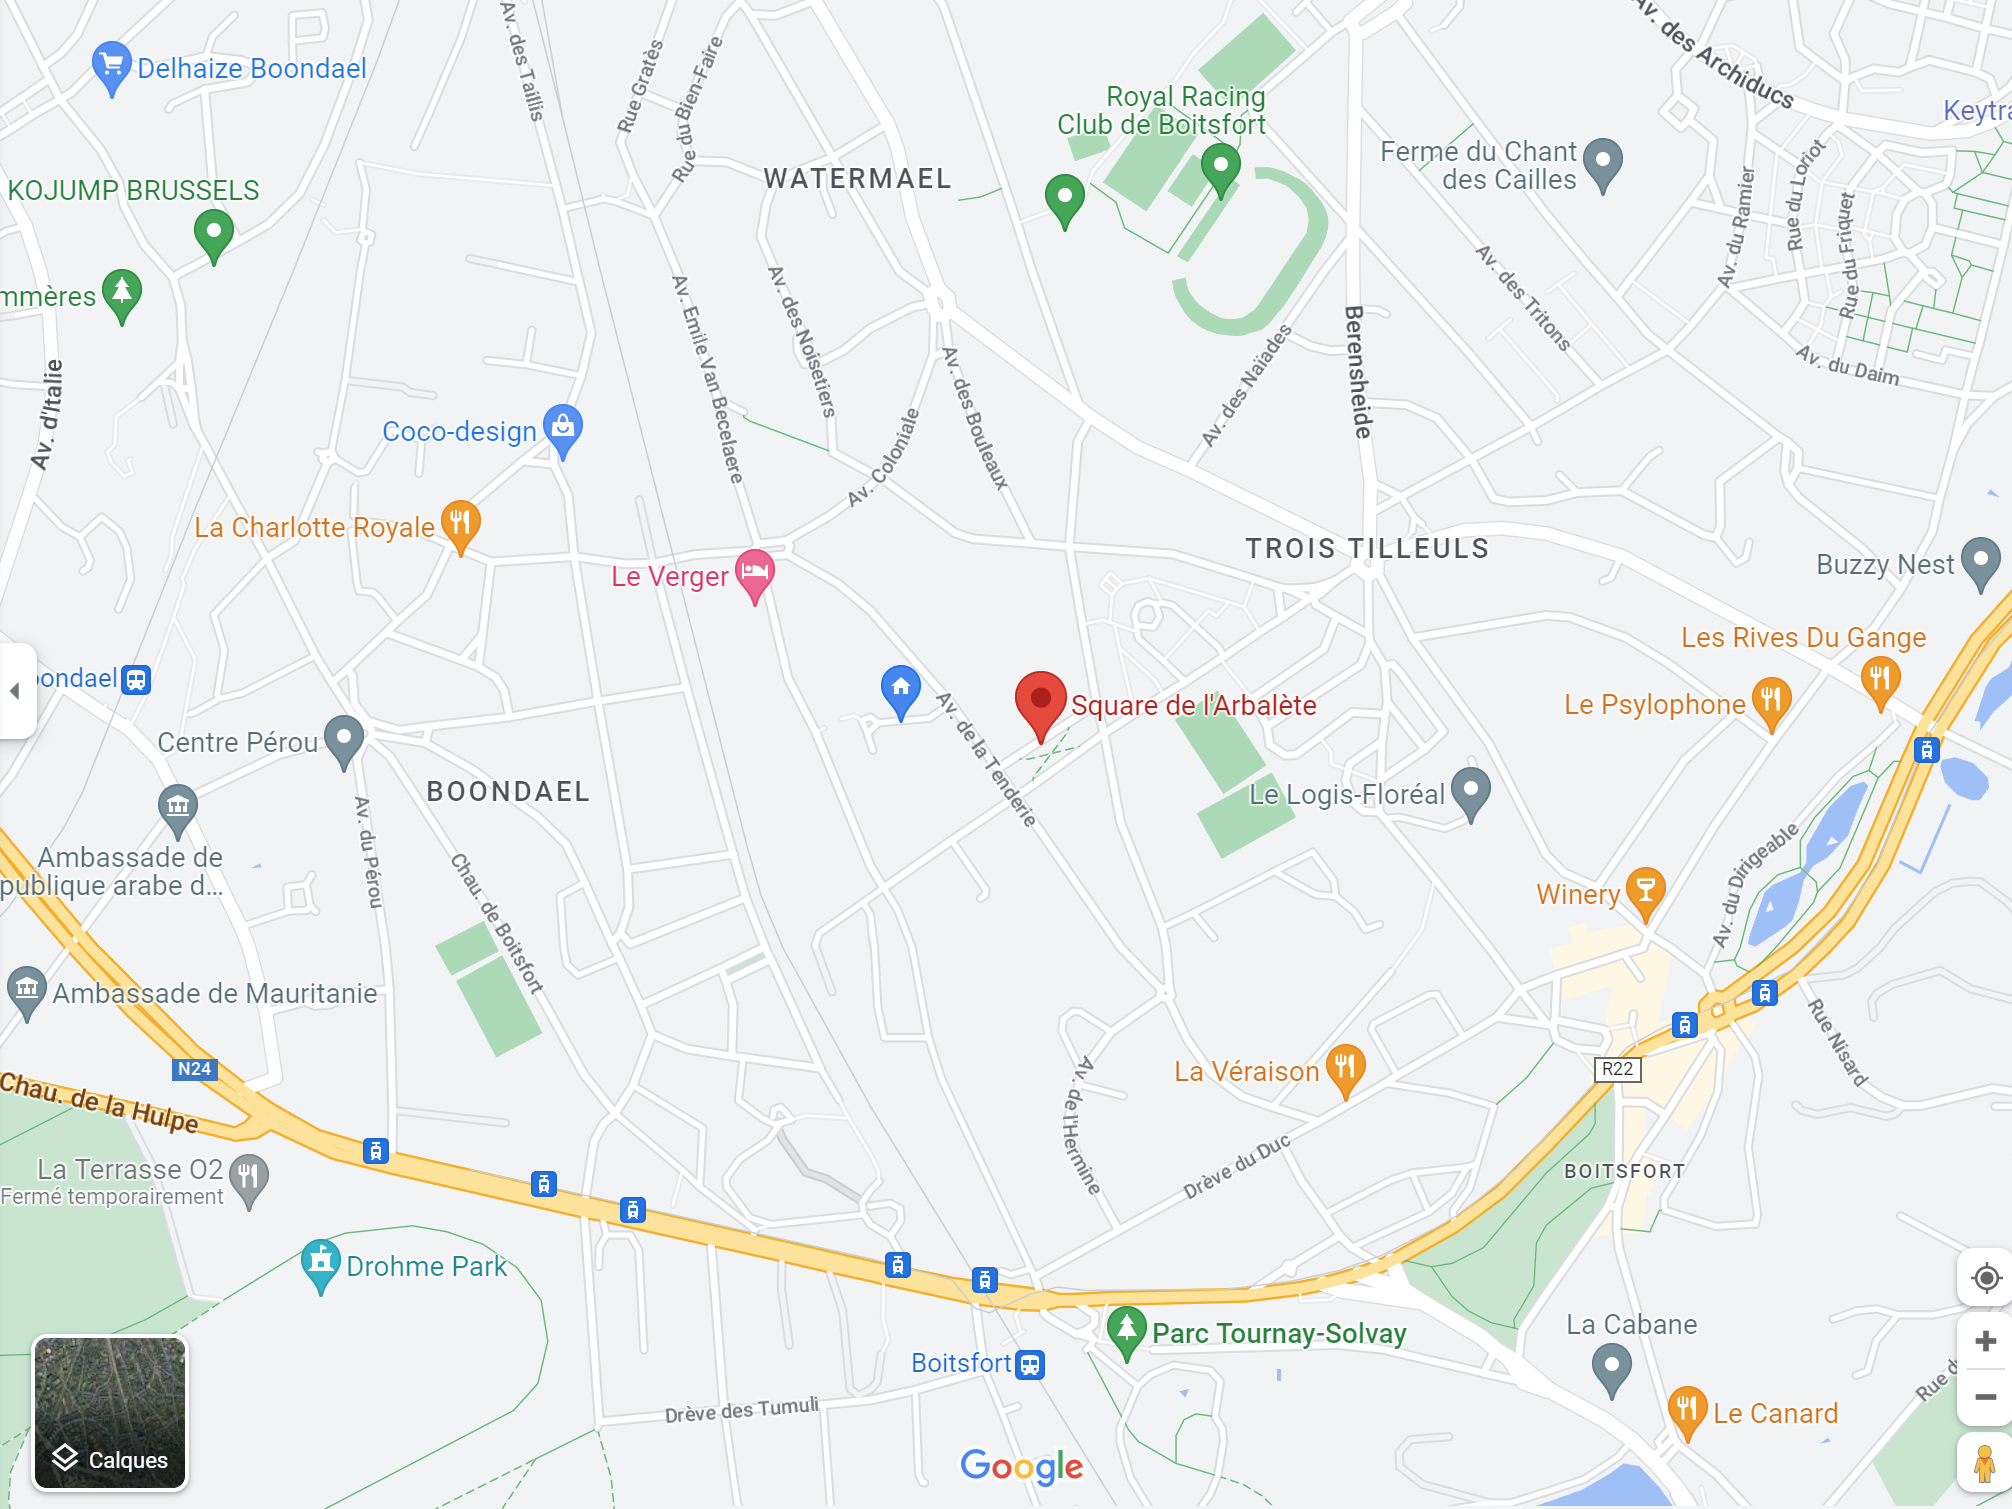 Av. des Archiducs
Av. des Taillis
Rue Gratès
Rue du Bien-Faire
Delhaize Boondael
Royal Racing
Club de Boitsfort
Keytra
Ferme du Chant
des Cailles
WATERMAEL
KOJUMP BRUSSELS
Av. du Ramier
Rue du Loriot
Rue du Friquet
mmères
Av. Emile Van Becelaere
Av. des Noisetiers
Av. des Tritons
Berensheide
Av. des Naïades
Av. du Daim
Av. d'Italie
Av. des Bouleaux
Av. Coloniale
Coco-design
La Charlotte Royale
TROIS TILLEULS
Le Verger
Buzzy Nest
Les Rives Du Gange
oondael
Le Psylophone
Square de l'Arbalète
Av. de la Tenderie
Centre Pérou
BOONDAEL
Le Logis-Floréal
Av. du Pérou
Ambassade de
publique arabe d...
Chau. de Boitsfort
Av. du Dirigeable
Winery
Ambassade de Mauritanie
Rue Nisard
N24
R22
La Véraison
Av. de l'Hermine
Chau. de la Hulpe
Drève du Duc
La Terrasse O2
Fermé temporairement
BOITSFORT
Drohme Park
Parc Tournay-Solvay
La Cabane
Boitsfort
Drève des Tumuli
Rue d
Le Canard
Calques
Google